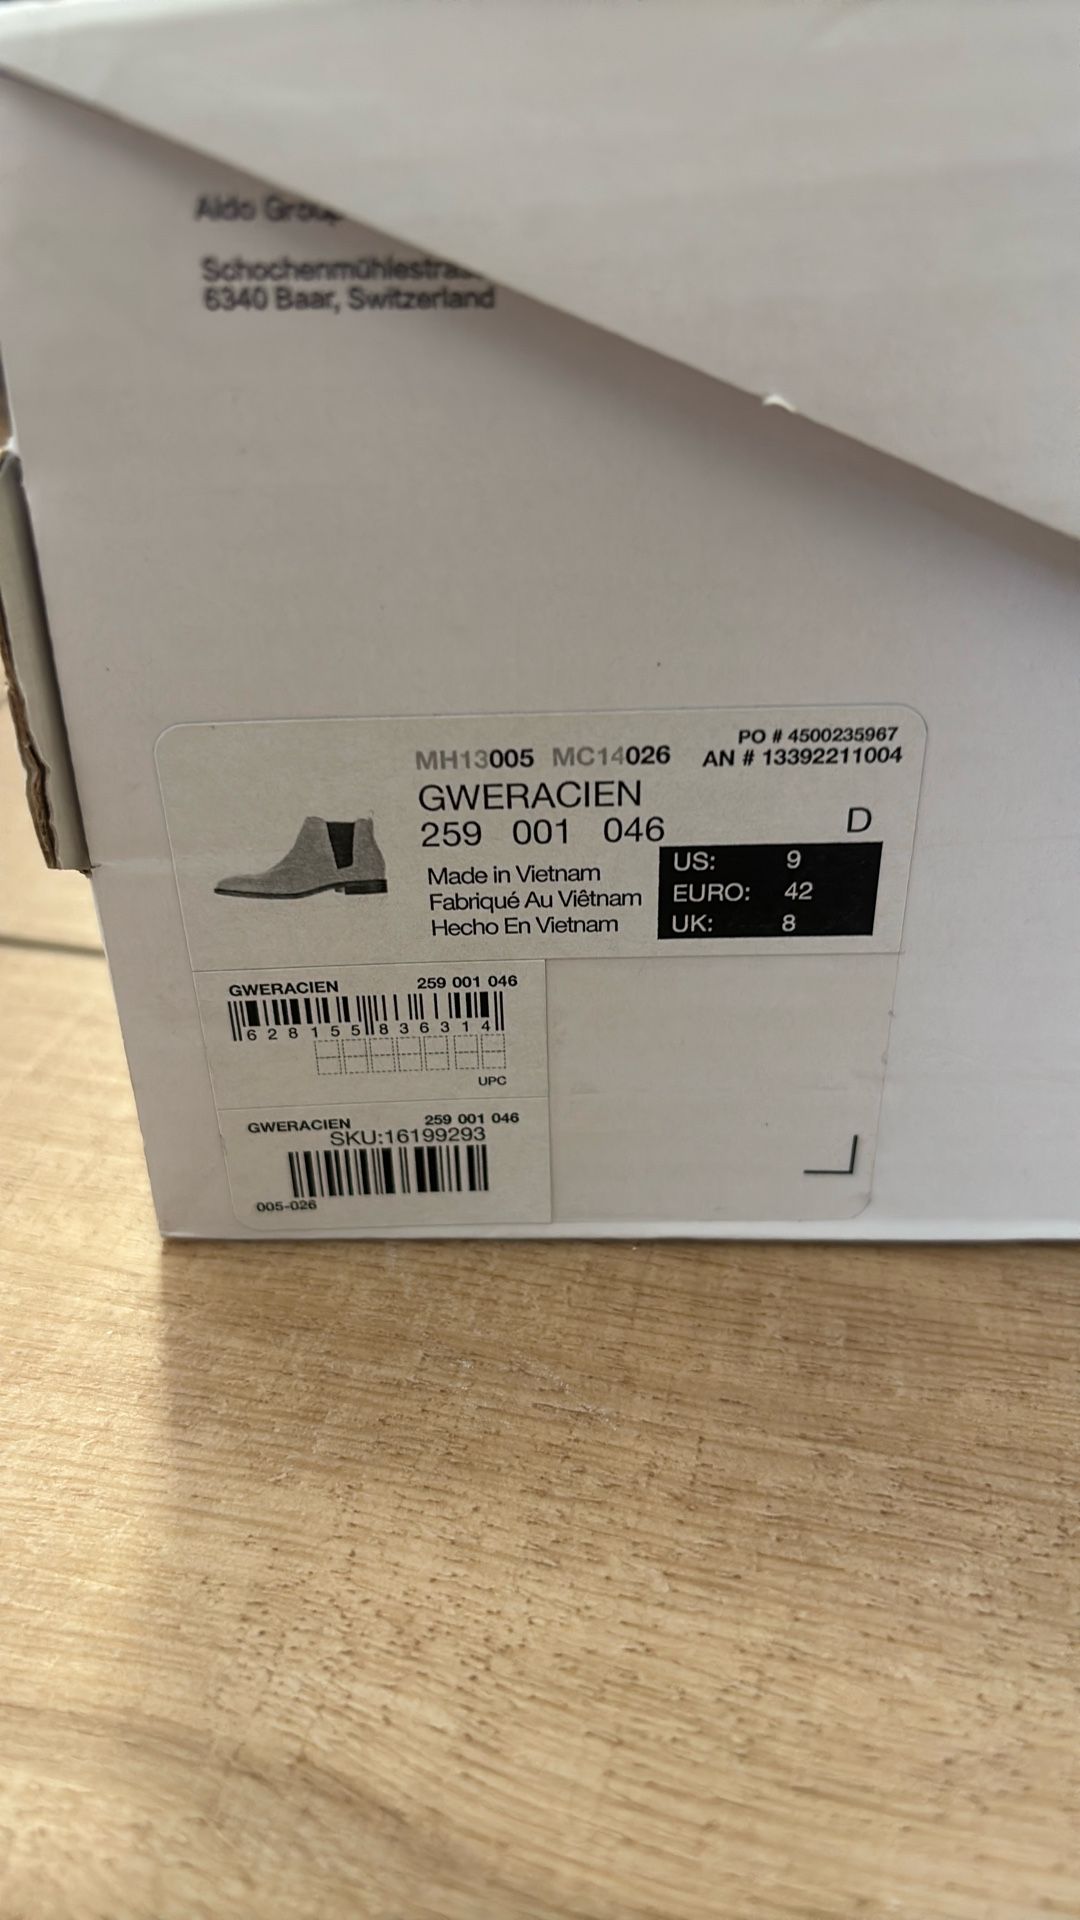 Aldo Group
Schochenmühlestra
6340 Baar, Switzerland
PO # 4500235967
MH13005 MC14026 AN # 13392211004
GWERACIEN
259 001 046 D
Made in Vietnam
Fabriqué Au Viêtnam
Hecho En Vietnam
US: 9
EURO: 42
UK: 8
GWERACIEN 259 001 046
6 28155 83631 4
UPC
GWERACIEN 259 001 046
SKU:16199293
005-026